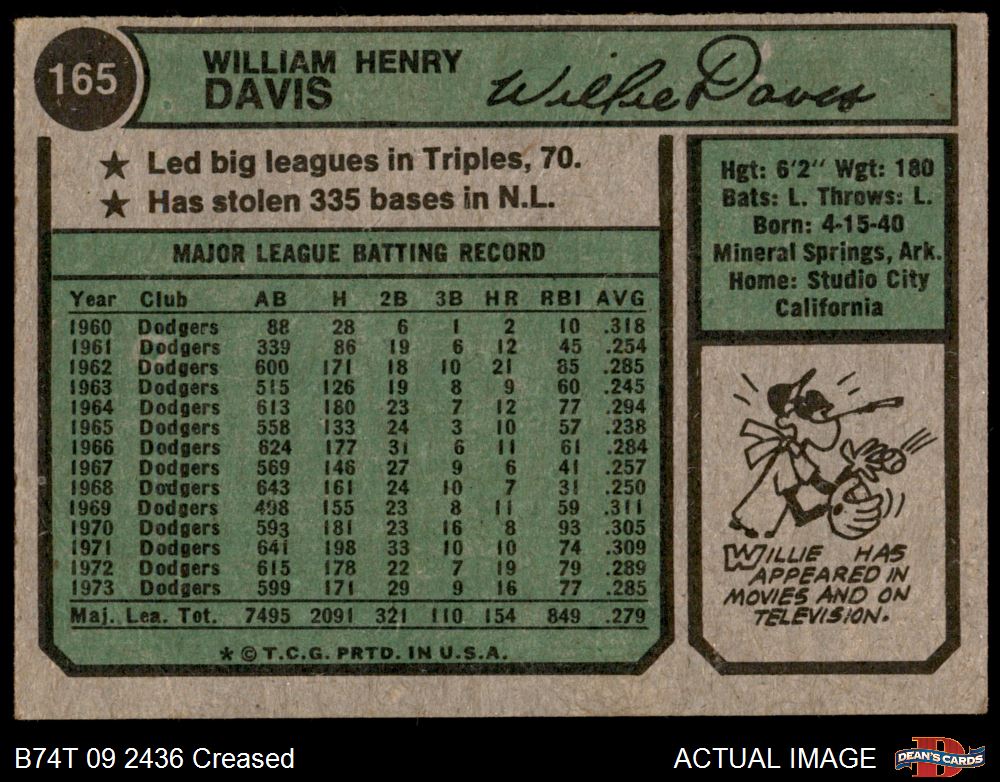 165
WILLIAM HENRY
DAVIS
Willie Davis
★ Led big leagues in Triples, 70.
★ Has stolen 335 bases in N.L.
MAJOR LEAGUE BATTING RECORD
Year Club AB H 2B 3B HR RBI AVG
1960 Dodgers 88 28 6 1 2 10 .318
1961 Dodgers 339 86 19 6 12 45 .254
1962 Dodgers 600 171 18 10 21 85 .285
1963 Dodgers 515 126 19 8 9 60 .245
1964 Dodgers 613 180 23 7 12 77 .294
1965 Dodgers 558 133 24 3 10 57 .238
1966 Dodgers 624 177 31 6 11 61 .284
1967 Dodgers 569 146 27 9 6 41 .257
1968 Dodgers 643 161 24 10 7 31 .250
1969 Dodgers 498 155 23 8 11 59 .311
1970 Dodgers 593 181 23 16 8 93 .305
1971 Dodgers 641 198 33 10 10 74 .309
1972 Dodgers 615 178 22 7 19 79 .289
1973 Dodgers 599 171 29 9 16 77 .285
Maj. Lea. Tot. 7495 2091 321 110 154 849 .279
* © T.C.G. PRTD. IN U.S.A.
Hgt: 6'2" Wgt: 180
Bats: L. Throws: L.
Born: 4-15-40
Mineral Springs, Ark.
Home: Studio City
California
WILLIE HAS
APPEARED IN
MOVIES AND ON
TELEVISION.
B74T 09 2436 Creased
ACTUAL IMAGE
D
DEAN'S CARDS